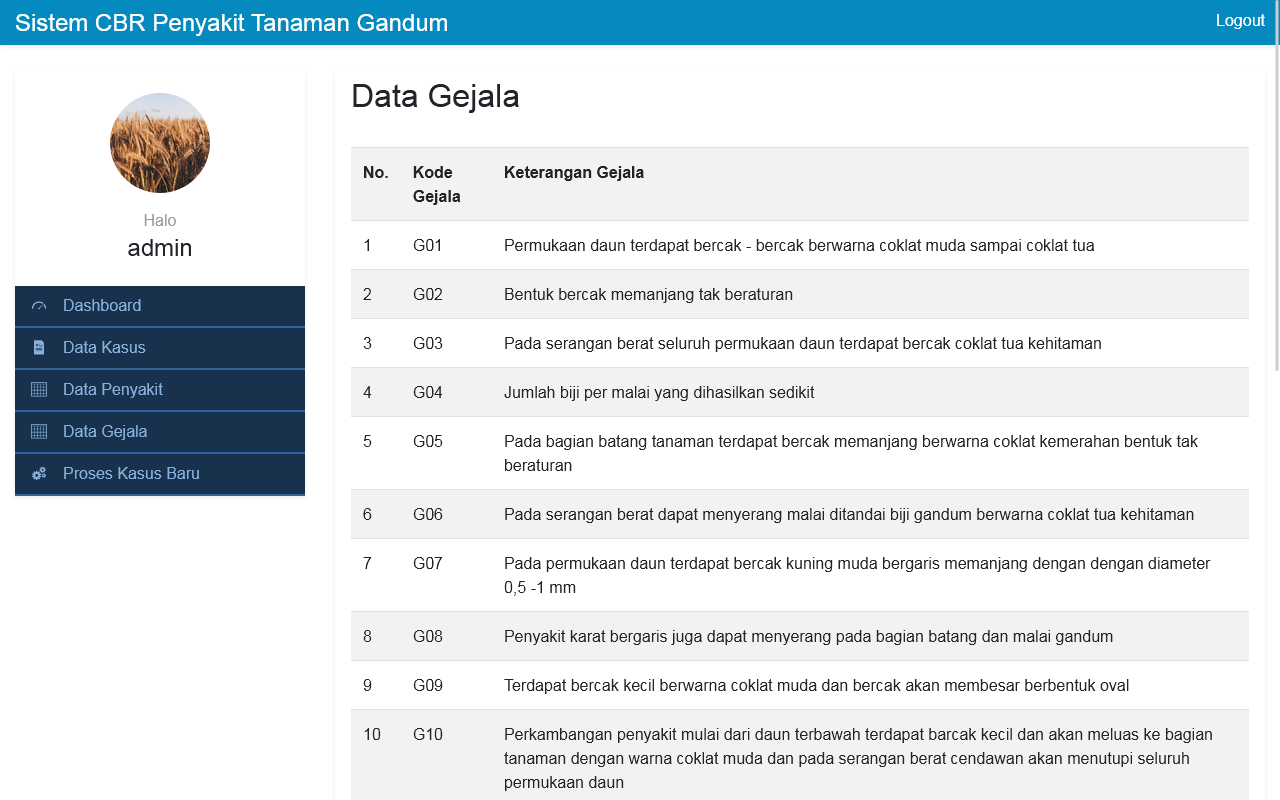 Sistem CBR Penyakit Tanaman Gandum
Logout
Halo
admin
Dashboard
Data Kasus
Data Penyakit
Data Gejala
Proses Kasus Baru
Data Gejala
No. Kode Gejala Keterangan Gejala
1 G01 Permukaan daun terdapat bercak - bercak berwarna coklat muda sampai coklat tua
2 G02 Bentuk bercak memanjang tak beraturan
3 G03 Pada serangan berat seluruh permukaan daun terdapat bercak coklat tua kehitaman
4 G04 Jumlah biji per malai yang dihasilkan sedikit
5 G05 Pada bagian batang tanaman terdapat bercak memanjang berwarna coklat kemerahan bentuk tak
beraturan
6 G06 Pada serangan berat dapat menyerang malai ditandai biji gandum berwarna coklat tua kehitaman
7 G07 Pada permukaan daun terdapat bercak kuning muda bergaris memanjang dengan dengan diameter
0,5 -1 mm
8 G08 Penyakit karat bergaris juga dapat menyerang pada bagian batang dan malai gandum
9 G09 Terdapat bercak kecil berwarna coklat muda dan bercak akan membesar berbentuk oval
10 G10 Perkambangan penyakit mulai dari daun terbawah terdapat barcak kecil dan akan meluas ke bagian
tanaman dengan warna coklat muda dan pada serangan berat cendawan akan menutupi seluruh
permukaan daun